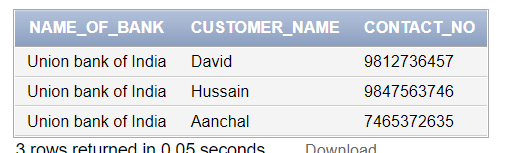 NAME_OF_BANK CUSTOMER_NAME CONTACT_NO
Union bank of India David 9812736457
Union bank of India Hussain 9847563746
Union bank of India Aanchal 7465372635
3 rows returned in 0.05 seconds Download